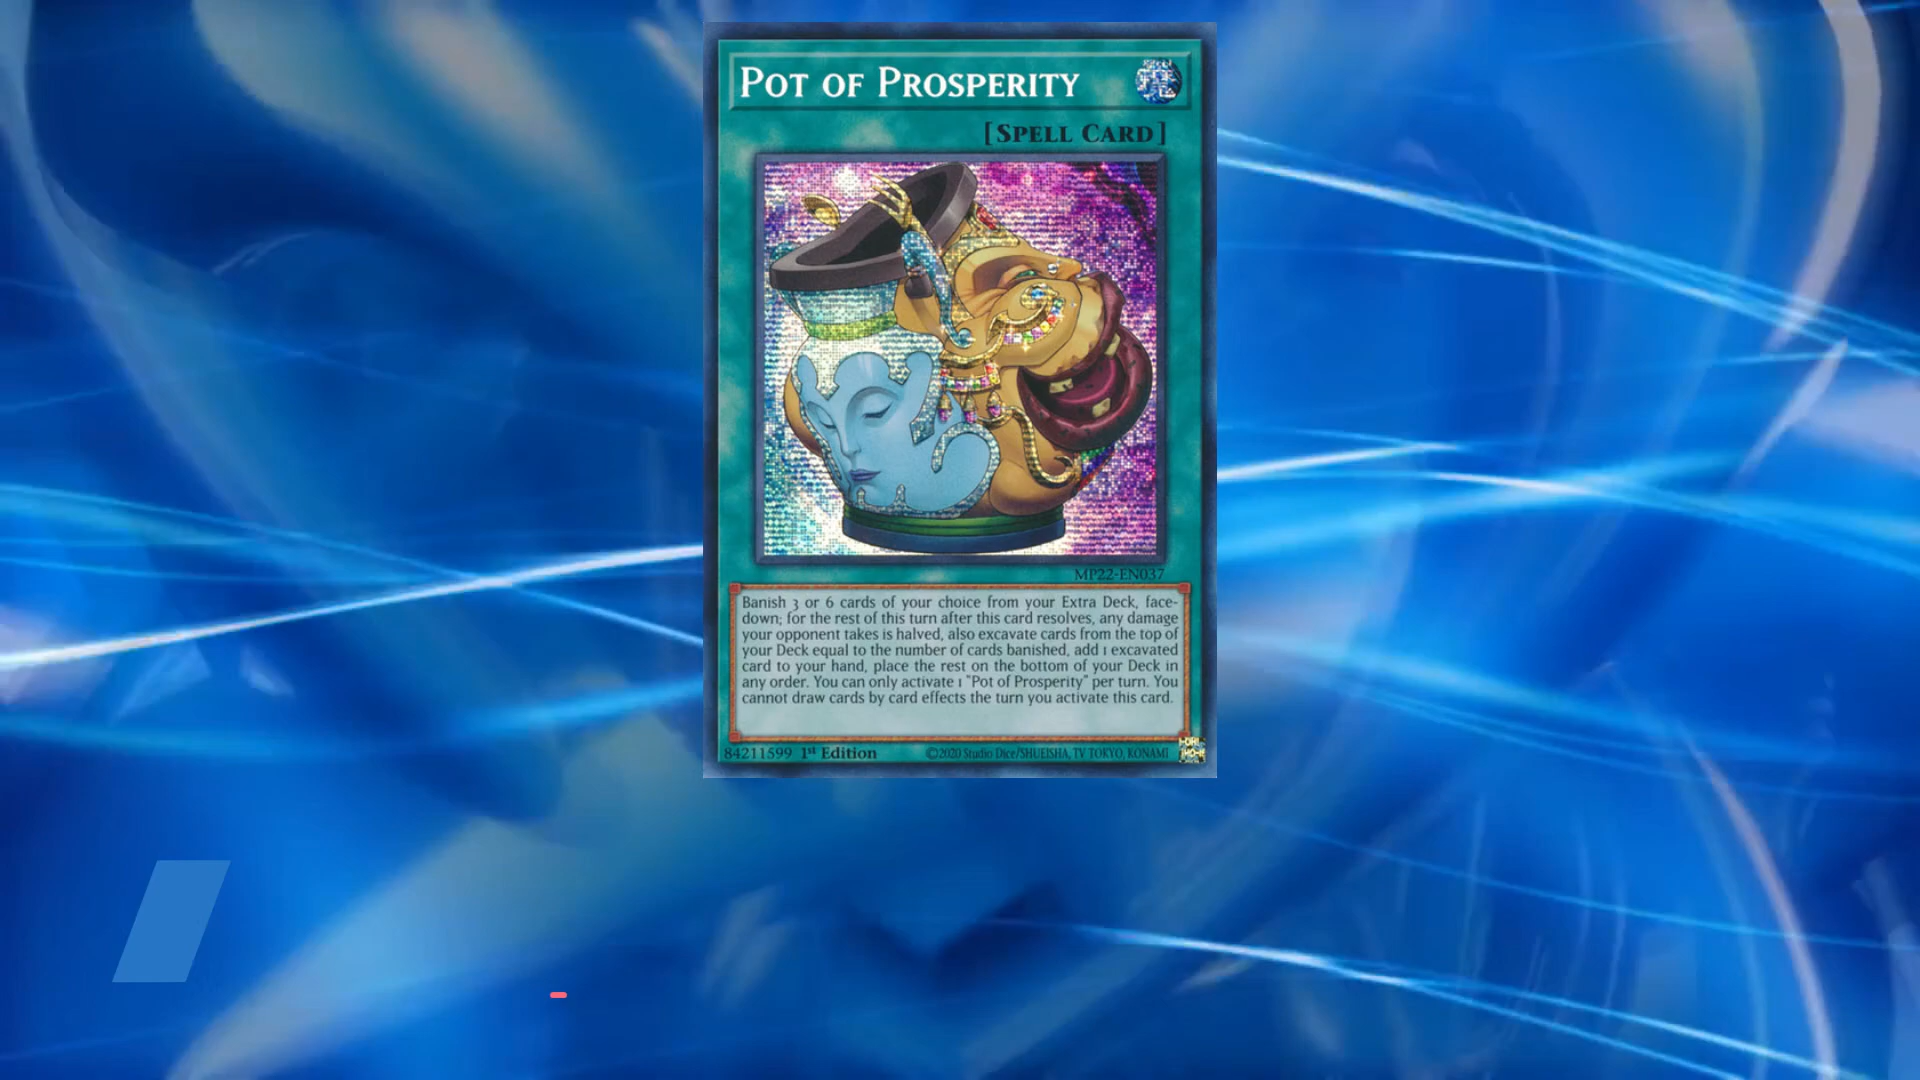 POT OF PROSPERITY
[SPELL CARD]
MP22-EN037
Banish 3 or 6 cards of your choice from your Extra Deck, face-
down; for the rest of this turn after this card resolves, any damage
your opponent takes is halved, also excavate cards from the top of
your Deck equal to the number of cards banished, add 1 excavated
card to your hand, place the rest on the bottom of your Deck in
any order. You can only activate 1 "Pot of Prosperity" per turn. You
cannot draw cards by card effects the turn you activate this card.
84211599 1st Edition ©2020 Studio Dice/SHUEISHA, TV TOKYO, KONAMI